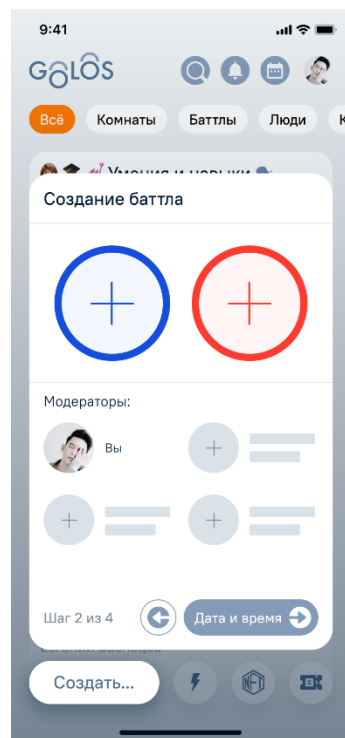 9:41
GOLOS
Всё Комнаты Баттлы Люди К
Умения и навыки
Создание баттла
Модераторы:
Вы
Шаг 2 из 4
Дата и время
Создать...
NFT